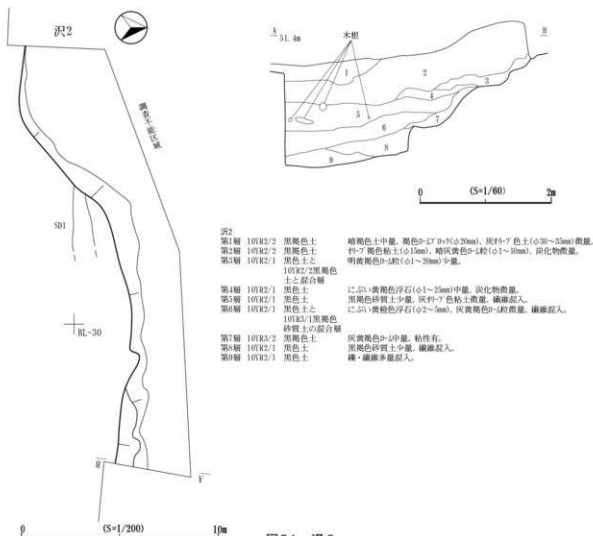 沢2
調査不能区域
SD1
RL-30
B
Y
0 (S=1/200) 10m
木根
A 51.4m
B
1
2
3
4
5
6
7
8
9
0 (S=1/60) 2m
沢2
第1層 10YR2/2 黒褐色土 暗褐色土中量、褐色ロームブロック(φ20mm)、灰オリーブ色土(φ30～35mm)微量。
第2層 10YR2/2 黒褐色土 オリーブ褐色粘土(φ15mm)、暗灰黄色ローム粒(φ1～10mm)、炭化物微量。
第3層 10YR2/1 黒色土と 明黄褐色ローム粒(φ1～20mm)少量。
10YR2/2黒褐色
土と混合層
第4層 10YR2/1 黒色土 にぶい黄褐色浮石(φ1～25mm)中量、炭化物微量。
第5層 10YR2/1 黒色土 黒褐色砂質土少量、灰オリーブ色粘土微量、繊維混入。
第6層 10YR2/1 黒色土と にぶい黄橙色浮石(φ2～5mm)、灰黄褐色ローム粒微量、繊維混入。
10YR3/1黒褐色
砂質土の混合層
第7層 10YR3/2 黒褐色土 灰黄褐色ローム中量、粘性有。
第8層 10YR2/1 黒色土 黒褐色砂質土少量、繊維混入。
第9層 10YR2/1 黒色土 礫・繊維多量混入。